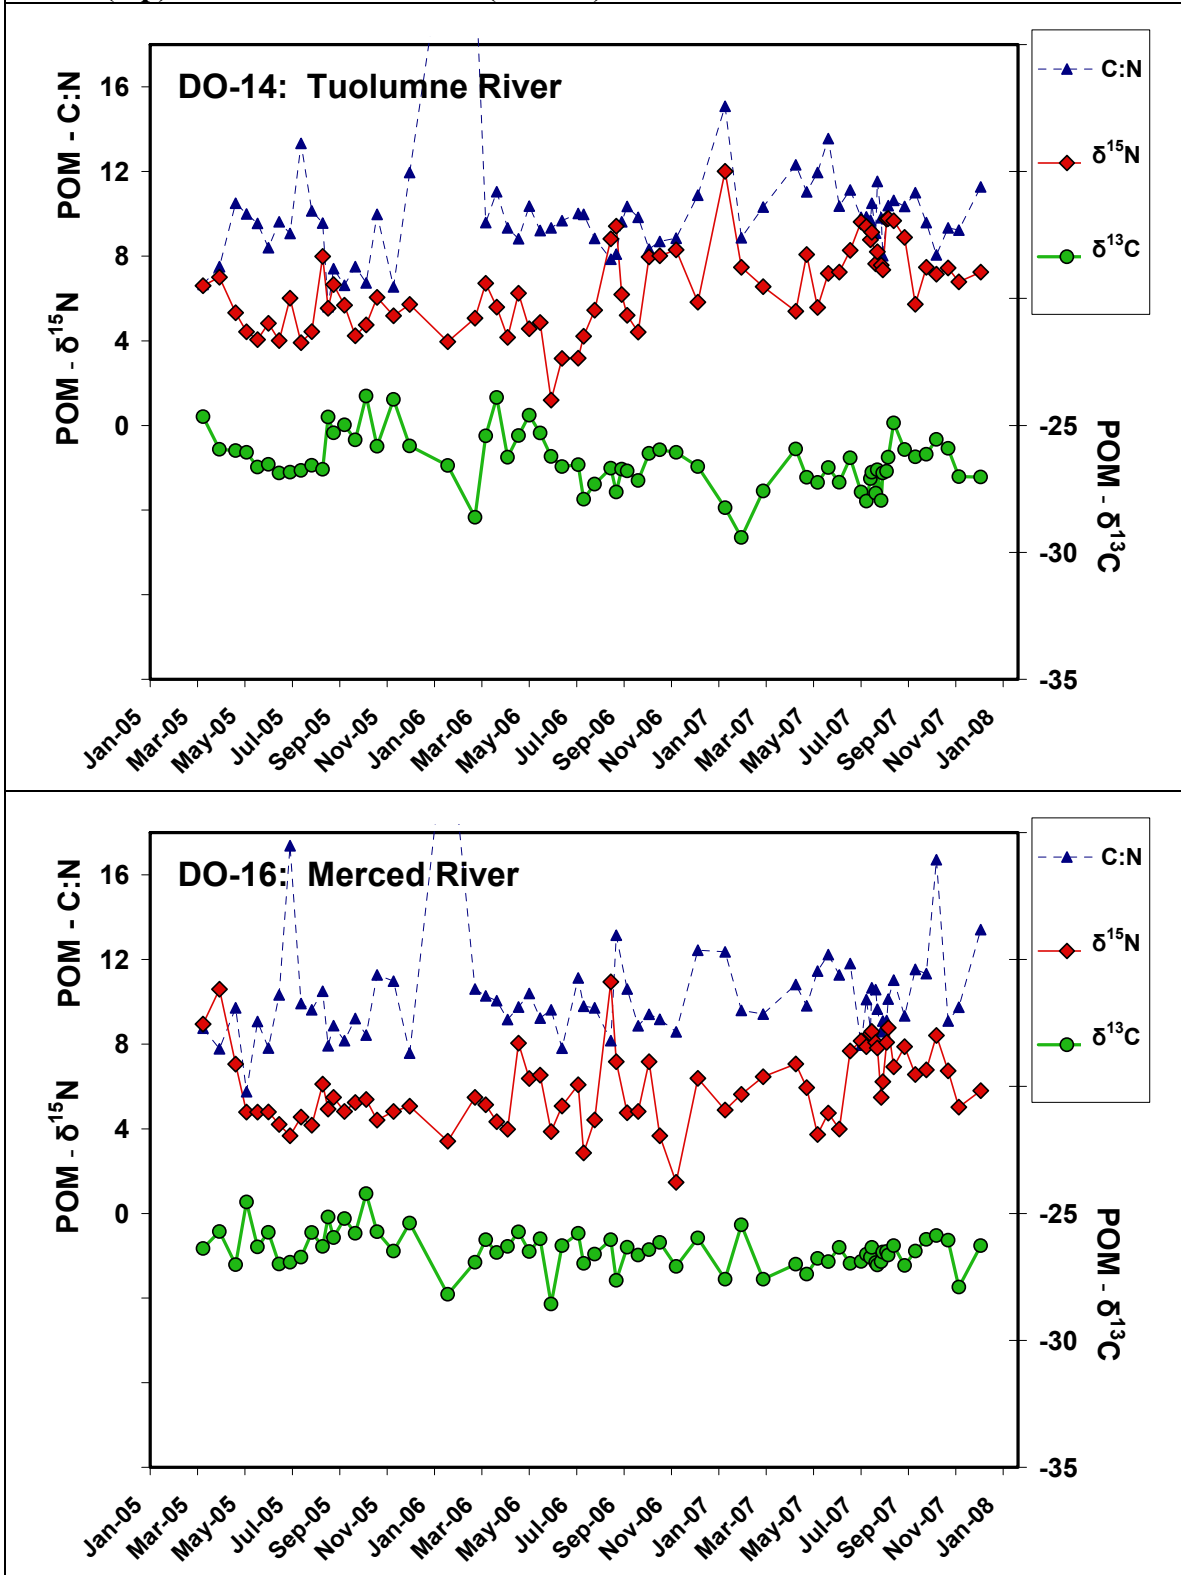 DO-14: Tuolumne River
POM - C:N
POM - δ¹⁵N
16
12
8
4
0
C:N
δ¹⁵N
δ¹³C
-25
-30
-35
POM - δ¹³C
Jan-05
Mar-05
May-05
Jul-05
Sep-05
Nov-05
Jan-06
Mar-06
May-06
Jul-06
Sep-06
Nov-06
Jan-07
Mar-07
May-07
Jul-07
Sep-07
Nov-07
Jan-08
DO-16: Merced River
POM - C:N
POM - δ¹⁵N
16
12
8
4
0
C:N
δ¹⁵N
δ¹³C
-25
-30
-35
POM - δ¹³C
Jan-05
Mar-05
May-05
Jul-05
Sep-05
Nov-05
Jan-06
Mar-06
May-06
Jul-06
Sep-06
Nov-06
Jan-07
Mar-07
May-07
Jul-07
Sep-07
Nov-07
Jan-08